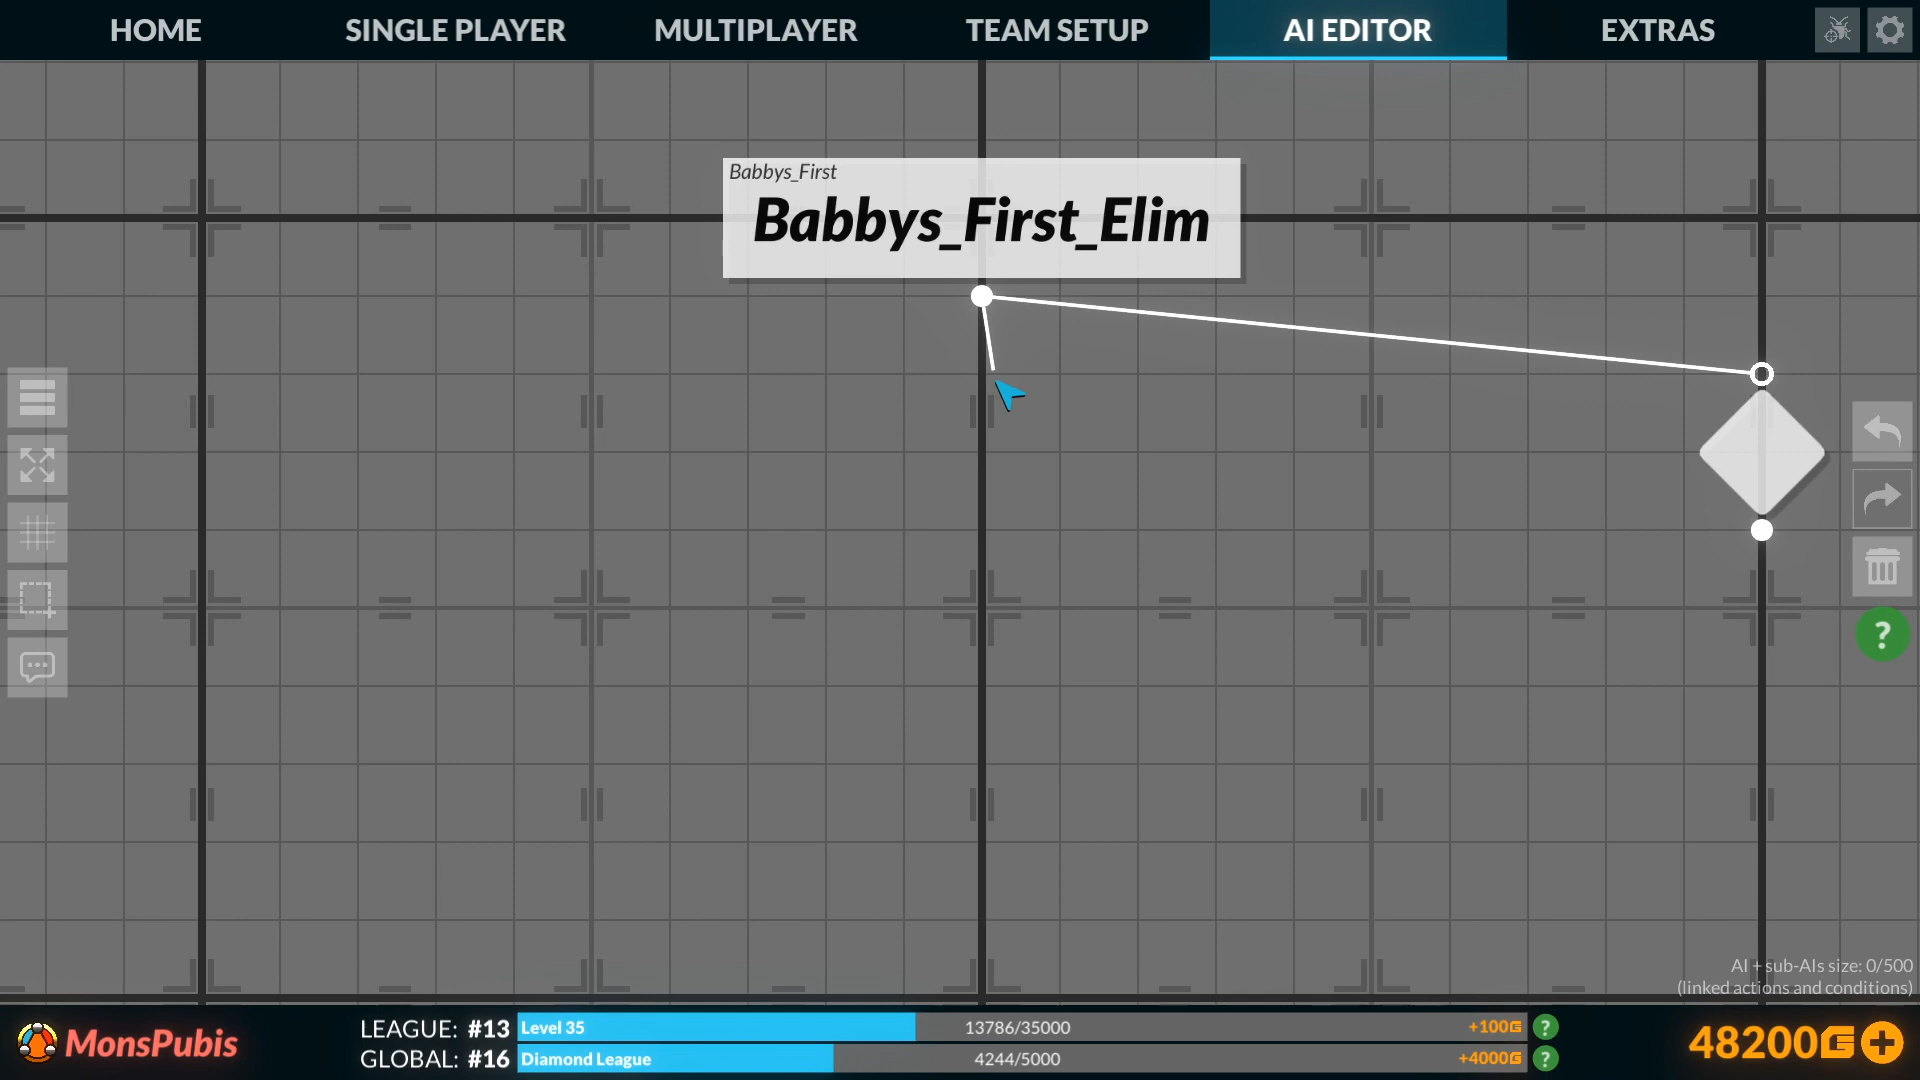 HOME SINGLE PLAYER MULTIPLAYER TEAM SETUP AI EDITOR EXTRAS
Babbys_First
Babbys_First_Elim
?
AI + sub-AIs size: 0/500
(linked actions and conditions)
MonsPubis
LEAGUE: #13 Level 35 13786/35000 +100G ?
GLOBAL: #16 Diamond League 4244/5000 +4000G ?
48200G